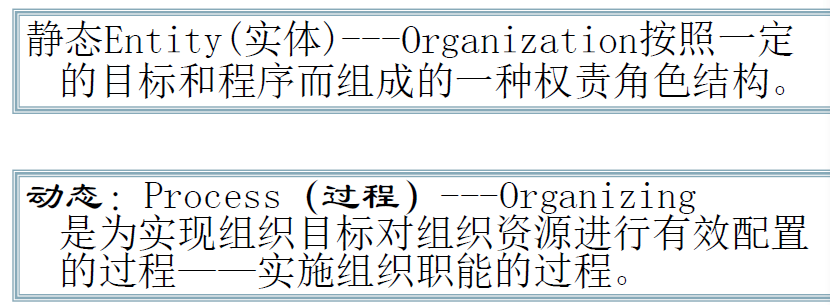 静态Entity(实体)---Organization按照一定
的目标和程序而组成的一种权责角色结构。
动态：Process (过程) ---Organizing
是为实现组织目标对组织资源进行有效配置
的过程——实施组织职能的过程。